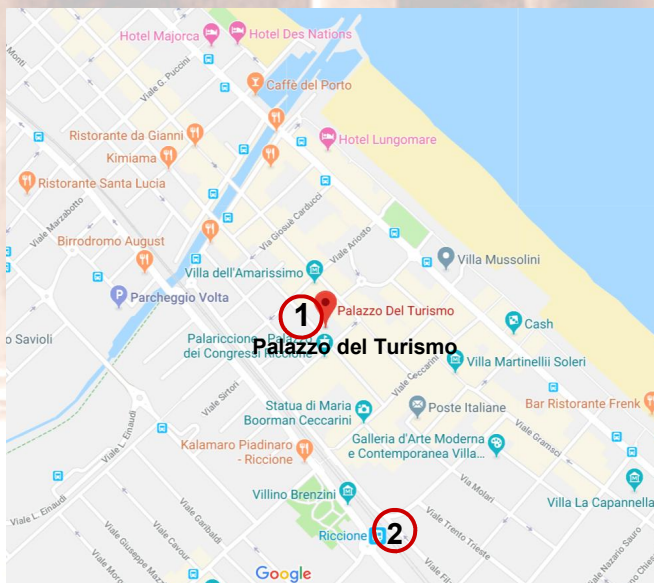 Hotel Majorca
Hotel Des Nations
Monti
Viale G. Puccini
Caffè del Porto
Ristorante da Gianni
Kimiama
Hotel Lungomare
Ristorante Santa Lucia
Viale Marzabotto
Via Giosuè Carducci
Viale Ariosto
Birrodromo August
Villa Mussolini
Villa dell'Amarissimo
Parcheggio Volta
1
Palazzo Del Turismo
Cash
o Savioli
Palariccione - Palazzo
dei Congressi Riccione
Palazzo del Turismo
Villa Martinellii Soleri
Viale Ceccarini
Viale Sirtori
Statua di Maria
Boorman Ceccarini
Poste Italiane
Bar Ristorante Frenk
Viale L. Einaudi
Kalamaro Piadinaro
- Riccione
Galleria d'Arte Moderna
e Contemporanea Villa...
Viale Gramsci
Via Molari
Villino Brenzini
Villa La Capannella
Viale L. Einaudi
Viale Garibaldi
Viale Trento Trieste
Riccione
2
Viale Cavour
Viale Giuseppe Maz
Viale Nazario Sauro
Google